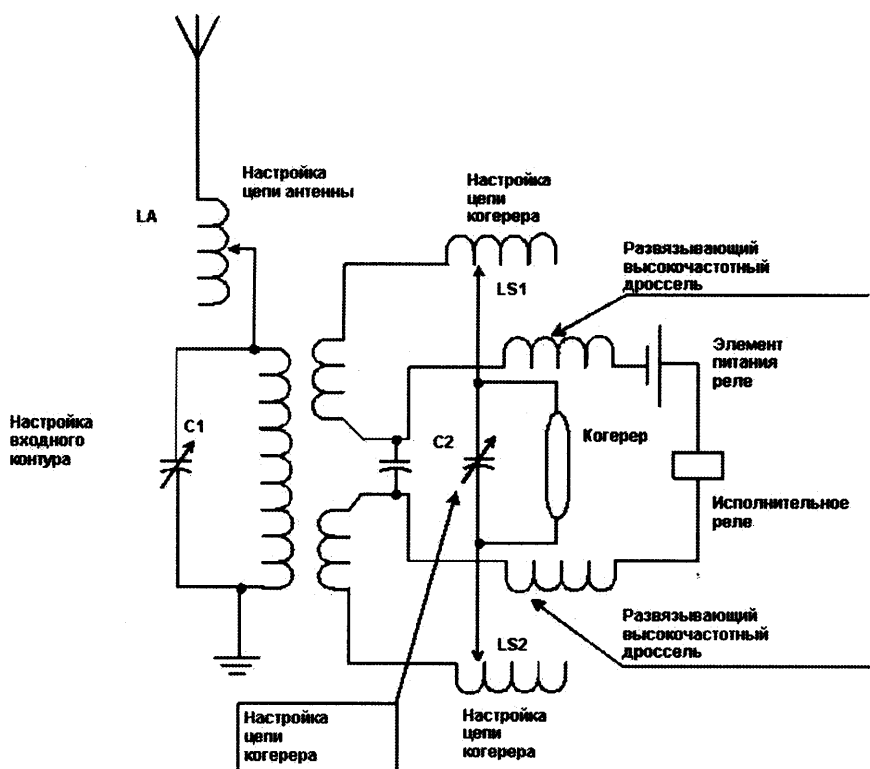 Настройка
цепи антенны
LA
Настройка
цепи
когерера
LS1
Развязывающий
высокочастотный
дроссель
Элемент
питания
реле
Настройка
входного
контура
C1
C2
Когерер
Исполнительное
реле
LS2
Развязывающий
высокочастотный
дроссель
Настройка
цепи
когерера
Настройка
цепи
когерера